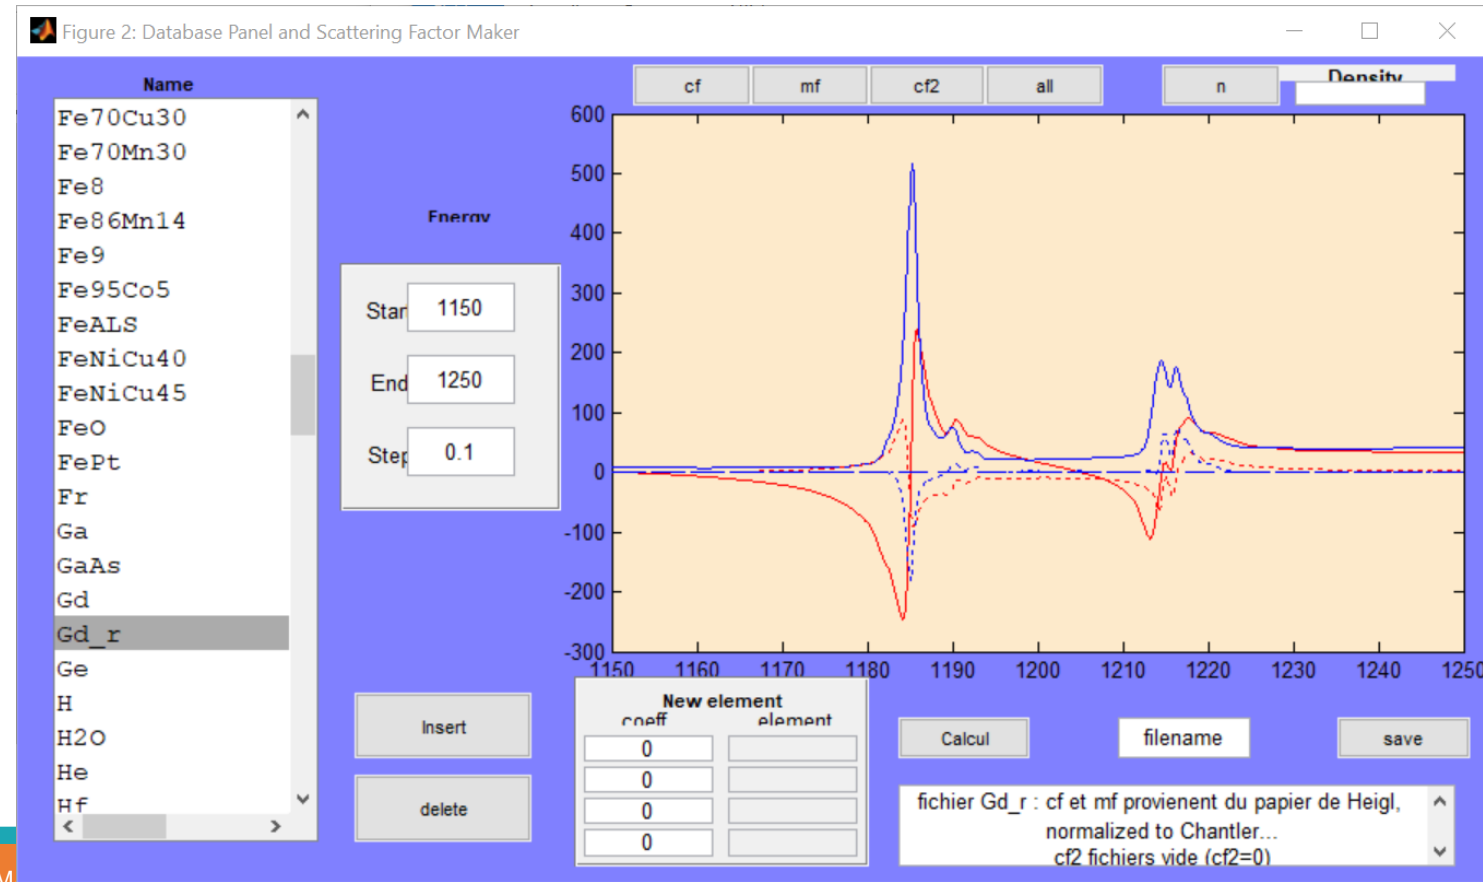 Figure 2: Database Panel and Scattering Factor Maker
Name
cf
mf
cf2
all
n
Density
Fe70Cu30
Fe70Mn30
Fe8
Fe86Mn14
Fe9
Fe95Co5
FeALS
FeNiCu40
FeNiCu45
FeO
FePt
Fr
Ga
GaAs
Gd
Gd_r
Ge
H
H2O
He
Hf
Energy
Start 1150
End 1250
Step 0.1
600
500
400
300
200
100
0
-100
-200
-300
1150 1160 1170 1180 1190 1200 1210 1220 1230 1240 1250
Insert
delete
New element
coeff element
0
0
0
0
Calcul
filename
save
fichier Gd_r : cf et mf provienent du papier de Heigl,
normalized to Chantler...
cf2 fichiers vide (cf2=0)
M